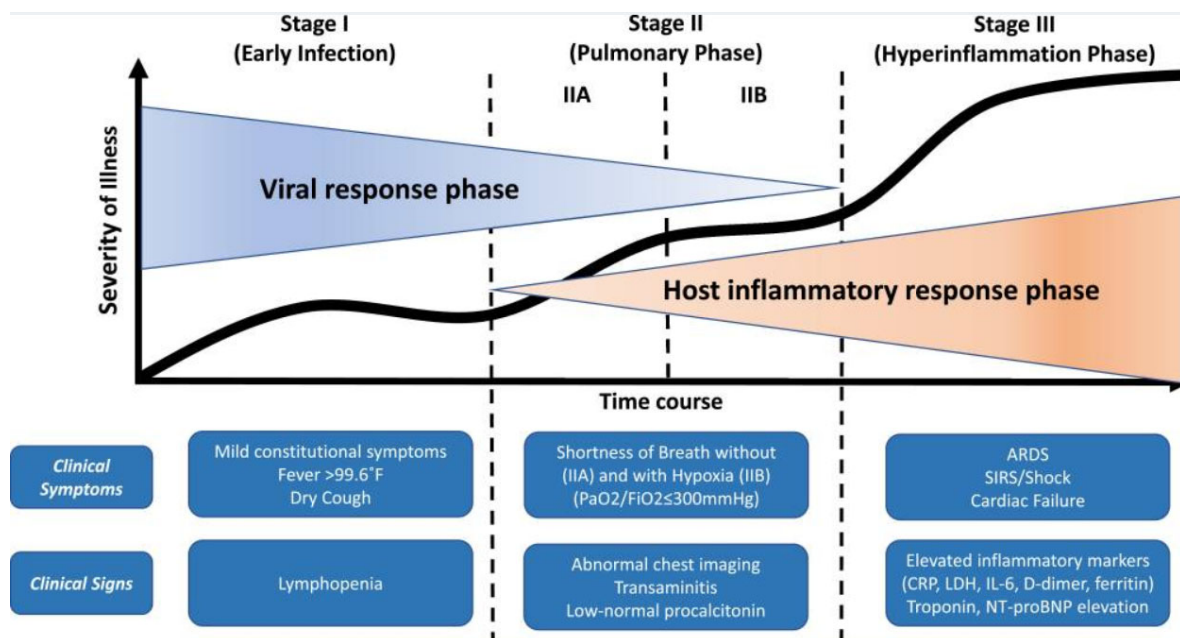 Stage I
(Early Infection)
Stage II
(Pulmonary Phase)
Stage III
(Hyperinflammation Phase)
IIA
IIB
Severity of Illness
Viral response phase
Host inflammatory response phase
Time course
Clinical
Symptoms
Mild constitutional symptoms
Fever >99.6°F
Dry Cough
Shortness of Breath without
(IIA) and with Hypoxia (IIB)
(PaO2/FiO2≤300mmHg)
ARDS
SIRS/Shock
Cardiac Failure
Clinical Signs
Lymphopenia
Abnormal chest imaging
Transaminitis
Low-normal procalcitonin
Elevated inflammatory markers
(CRP, LDH, IL-6, D-dimer, ferritin)
Troponin, NT-proBNP elevation